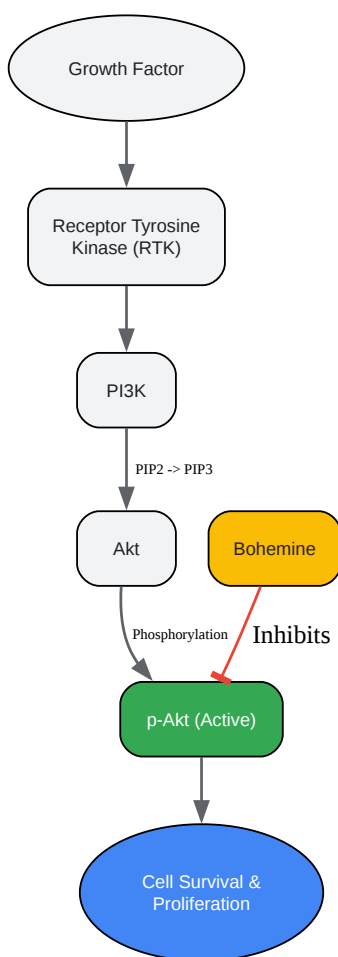 Growth Factor
Receptor Tyrosine
Kinase (RTK)
PI3K
PIP2 -> PIP3
Akt
Bohemine
Phosphorylation
Inhibits
p-Akt (Active)
Cell Survival &
Proliferation